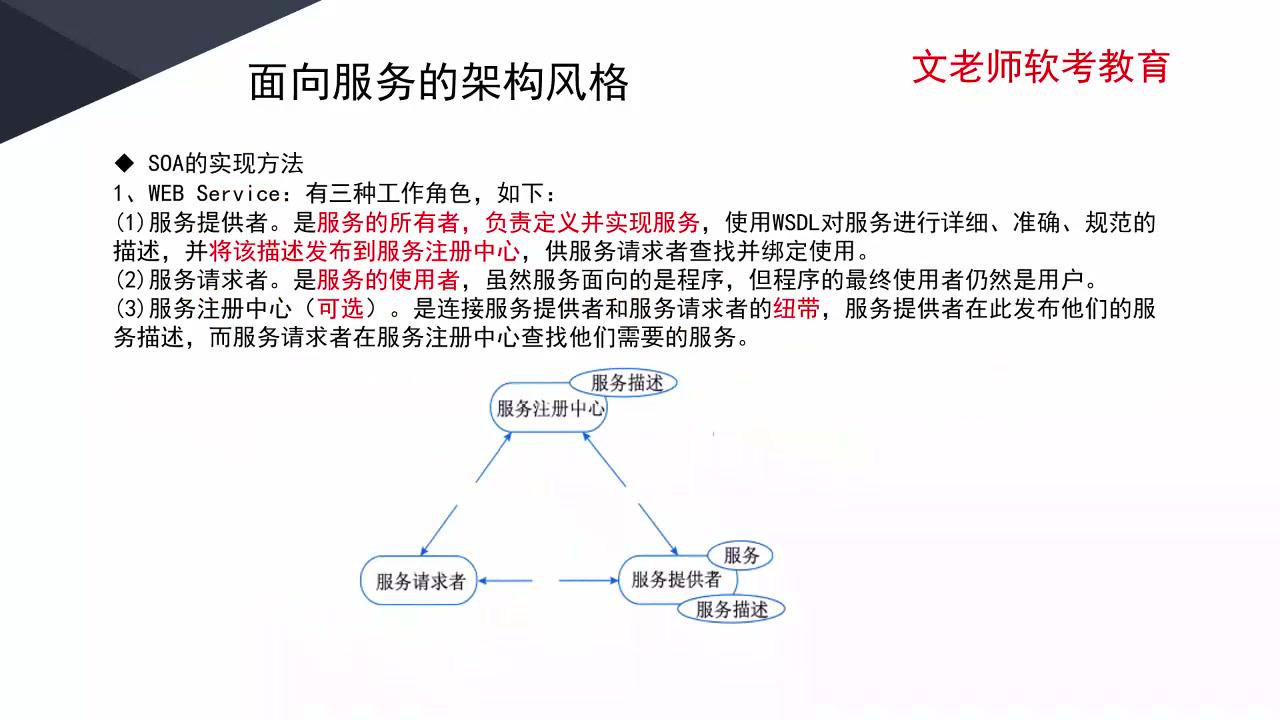 面向服务的架构风格
文老师软考教育
◆ SOA的实现方法
1、WEB Service：有三种工作角色，如下：
(1)服务提供者。是服务的所有者，负责定义并实现服务，使用WSDL对服务进行详细、准确、规范的
描述，并将该描述发布到服务注册中心，供服务请求者查找并绑定使用。
(2)服务请求者。是服务的使用者，虽然服务面向的是程序，但程序的最终使用者仍然是用户。
(3)服务注册中心（可选）。是连接服务提供者和服务请求者的纽带，服务提供者在此发布他们的服
务描述，而服务请求者在服务注册中心查找他们需要的服务。
服务描述
服务注册中心
服务
服务请求者
服务提供者
服务描述